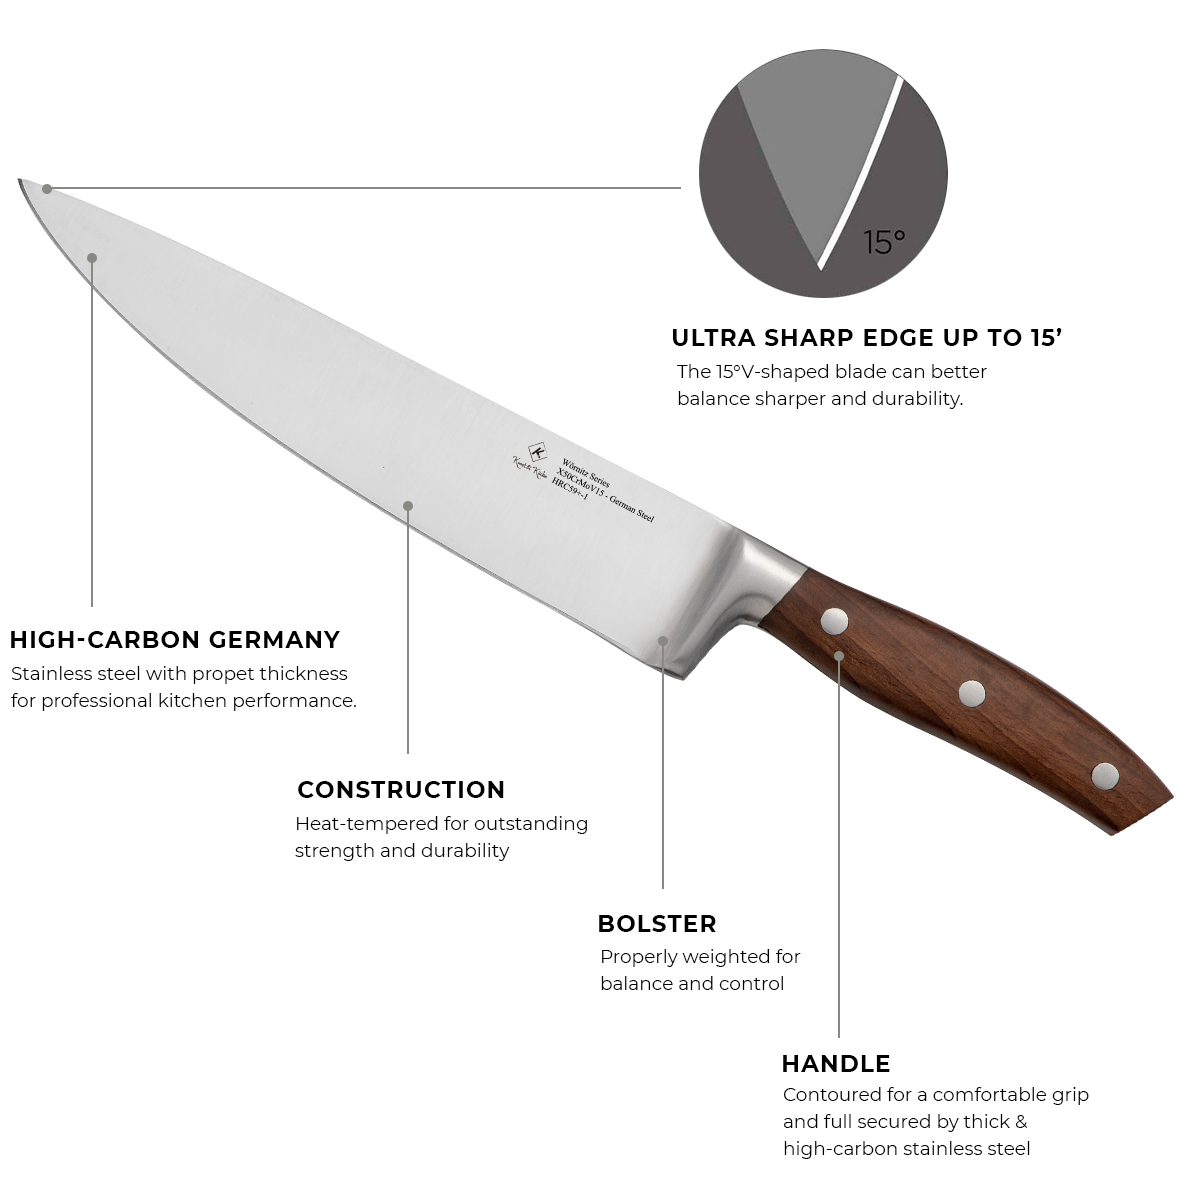 15°
ULTRA SHARP EDGE UP TO 15’
The 15°V-shaped blade can better
balance sharper and durability.
K
Wörnitz Series
X50CrMoV15 - German Steel
HRC59+-1
HIGH-CARBON GERMANY
Stainless steel with propet thickness
for professional kitchen performance.
CONSTRUCTION
Heat-tempered for outstanding
strength and durability
BOLSTER
Properly weighted for
balance and control
HANDLE
Contoured for a comfortable grip
and full secured by thick &
high-carbon stainless steel